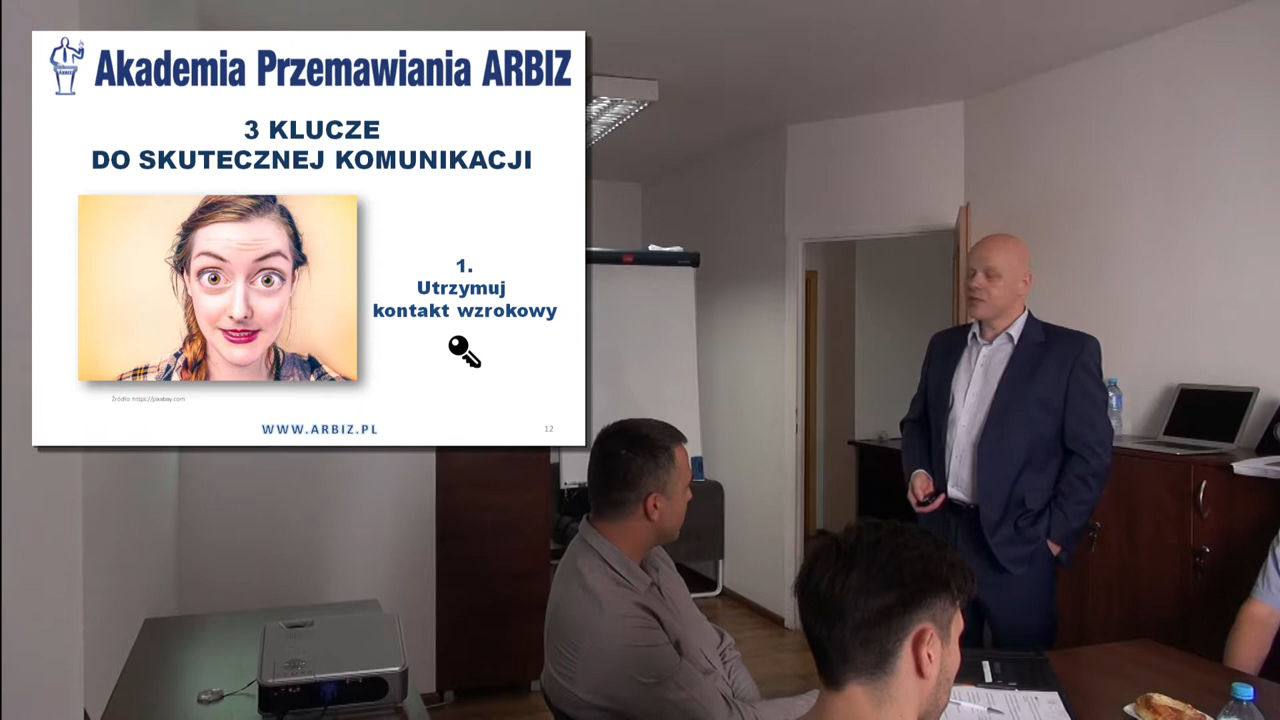 Akademia Przemawiania ARBIZ
ARBIZ
3 KLUCZE
DO SKUTECZNEJ KOMUNIKACJI
1.
Utrzymuj
kontakt wzrokowy
Źródło: https://pixabay.com
WWW.ARBIZ.PL
12